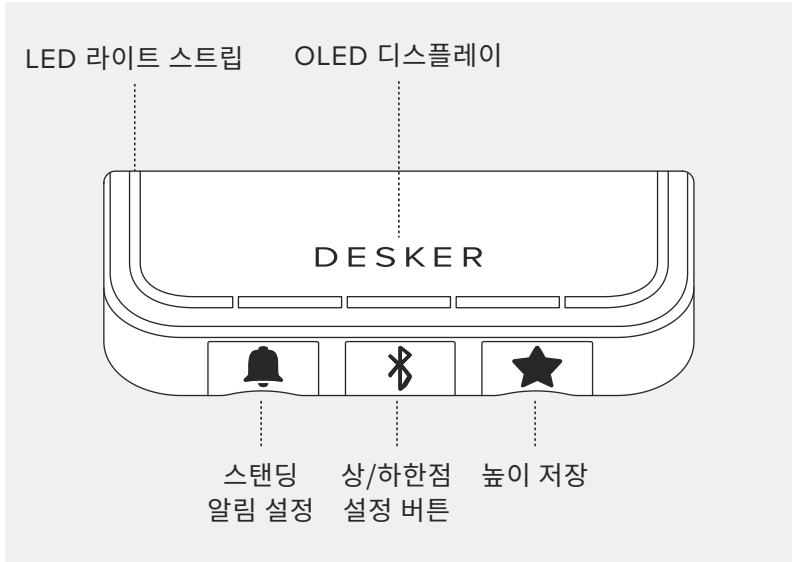 LED 라이트 스트립
OLED 디스플레이
DESKER
스탠딩
알림 설정
상/하한점
설정 버튼
높이 저장